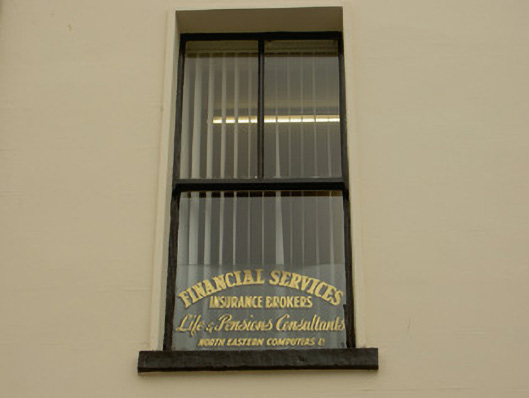 FINANCIAL SERVICES
INSURANCE BROKERS
Life & Pensions Consultants
NORTH EASTERN COMPUTERS